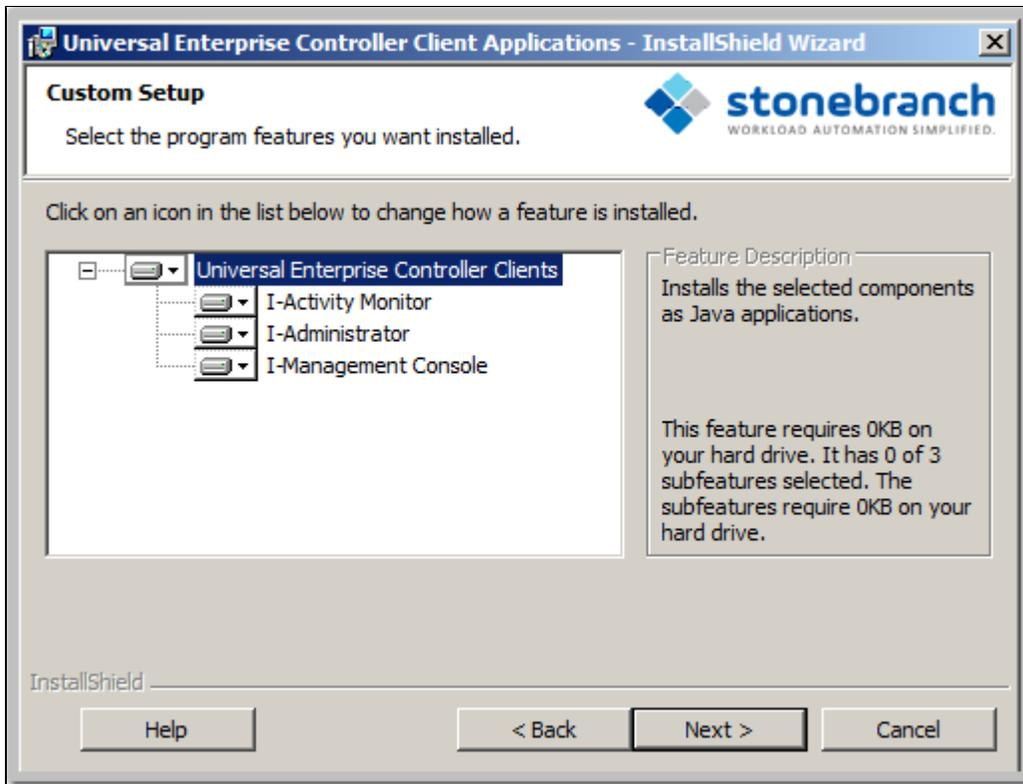 Universal Enterprise Controller Client Applications - InstallShield Wizard
Custom Setup
Select the program features you want installed.
stonebranch
WORKLOAD AUTOMATION SIMPLIFIED.
Click on an icon in the list below to change how a feature is installed.
Universal Enterprise Controller Clients
I-Activity Monitor
I-Administrator
I-Management Console
Feature Description
Installs the selected components
as Java applications.
This feature requires 0KB on
your hard drive. It has 0 of 3
subfeatures selected. The
subfeatures require 0KB on your
hard drive.
InstallShield
Help
< Back
Next >
Cancel